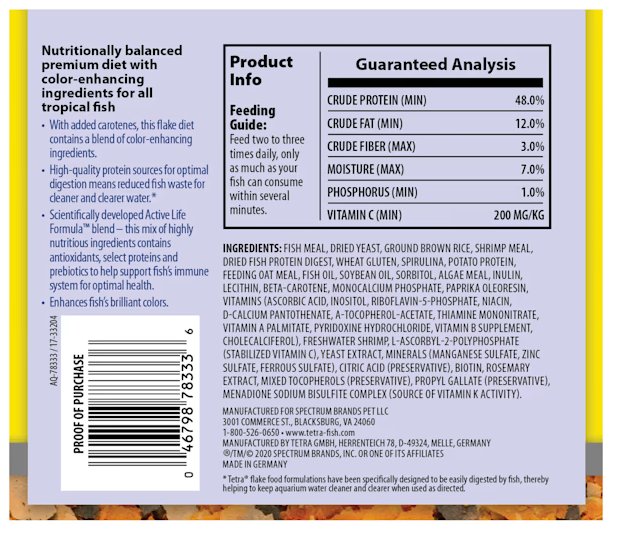 Nutritionally balanced
premium diet with
color-enhancing
ingredients for all
tropical fish
• With added carotenes, this flake diet
contains a blend of color-enhancing
ingredients.
• High-quality protein sources for optimal
digestion means reduced fish waste for
cleaner and clearer water.*
• Scientifically developed Active Life
Formula™ blend – this mix of highly
nutritious ingredients contains
antioxidants, select proteins and
prebiotics to help support fish's immune
system for optimal health.
• Enhances fish's brilliant colors.
AQ-78333 / 17-33204
PROOF OF PURCHASE
0 46798 78333 6
Product
Info
Feeding
Guide:
Feed two to three
times daily, only
as much as your
fish can consume
within several
minutes.
Guaranteed Analysis
CRUDE PROTEIN (MIN) 48.0%
CRUDE FAT (MIN) 12.0%
CRUDE FIBER (MAX) 3.0%
MOISTURE (MAX) 7.0%
PHOSPHORUS (MIN) 1.0%
VITAMIN C (MIN) 200 MG/KG
INGREDIENTS: FISH MEAL, DRIED YEAST, GROUND BROWN RICE, SHRIMP MEAL,
DRIED FISH PROTEIN DIGEST, WHEAT GLUTEN, SPIRULINA, POTATO PROTEIN,
FEEDING OAT MEAL, FISH OIL, SOYBEAN OIL, SORBITOL, ALGAE MEAL, INULIN,
LECITHIN, BETA-CAROTENE, MONOCALCIUM PHOSPHATE, PAPRIKA OLEORESIN,
VITAMINS (ASCORBIC ACID, INOSITOL, RIBOFLAVIN-5-PHOSPHATE, NIACIN,
D-CALCIUM PANTOTHENATE, A-TOCOPHEROL-ACETATE, THIAMINE MONONITRATE,
VITAMIN A PALMITATE, PYRIDOXINE HYDROCHLORIDE, VITAMIN B SUPPLEMENT,
CHOLECALCIFEROL), FRESHWATER SHRIMP, L-ASCORBYL-2-POLYPHOSPHATE
(STABILIZED VITAMIN C), YEAST EXTRACT, MINERALS (MANGANESE SULFATE, ZINC
SULFATE, FERROUS SULFATE), CITRIC ACID (PRESERVATIVE), BIOTIN, ROSEMARY
EXTRACT, MIXED TOCOPHEROLS (PRESERVATIVE), PROPYL GALLATE (PRESERVATIVE),
MENADIONE SODIUM BISULFITE COMPLEX (SOURCE OF VITAMIN K ACTIVITY).
MANUFACTURED FOR SPECTRUM BRANDS PET LLC
3001 COMMERCE ST., BLACKSBURG, VA 24060
1-800-526-0650 • www.tetra-fish.com
MANUFACTURED BY TETRA GMBH, HERRENTEICH 78, D-49324, MELLE, GERMANY
®/TM/© 2020 SPECTRUM BRANDS, INC. OR ONE OF ITS AFFILIATES
MADE IN GERMANY
* Tetra® flake food formulations have been specifically designed to be easily digested by fish, thereby
helping to keep aquarium water cleaner and clearer when used as directed.